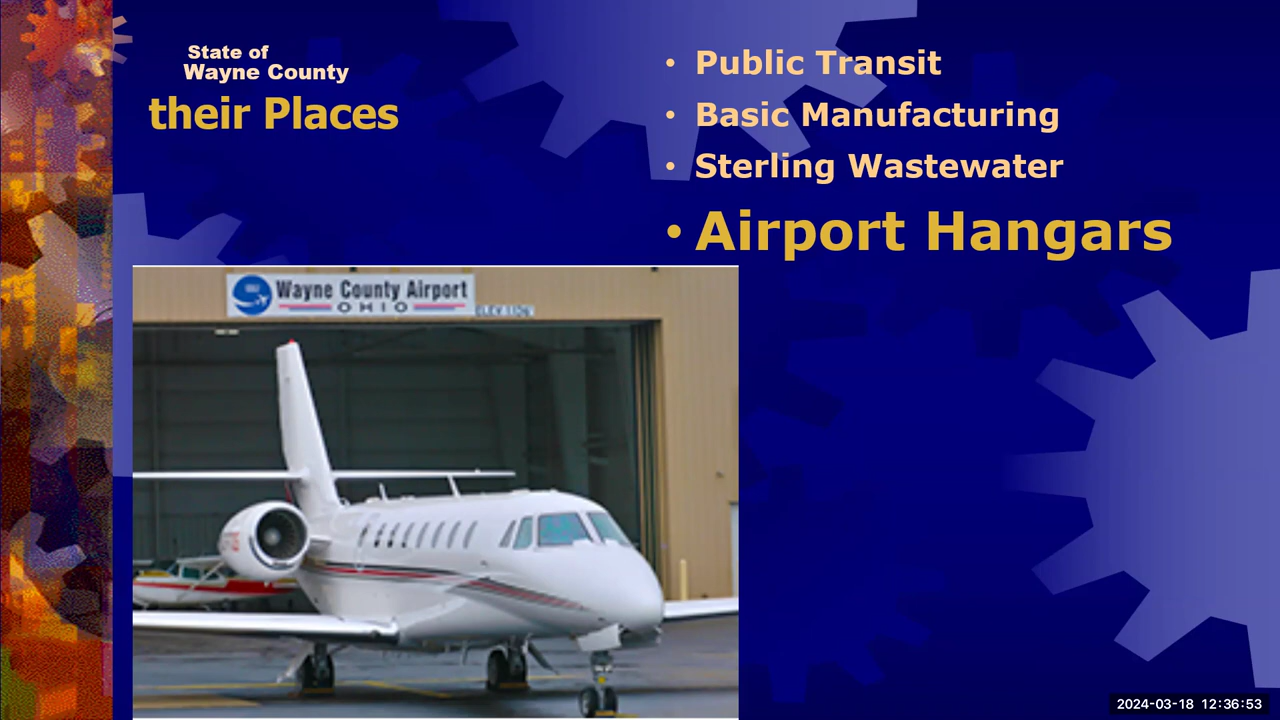 State of
Wayne County
their Places
• Public Transit
• Basic Manufacturing
• Sterling Wastewater
• Airport Hangars
Wayne County Airport
OHIO
2024-03-18 12:36:53